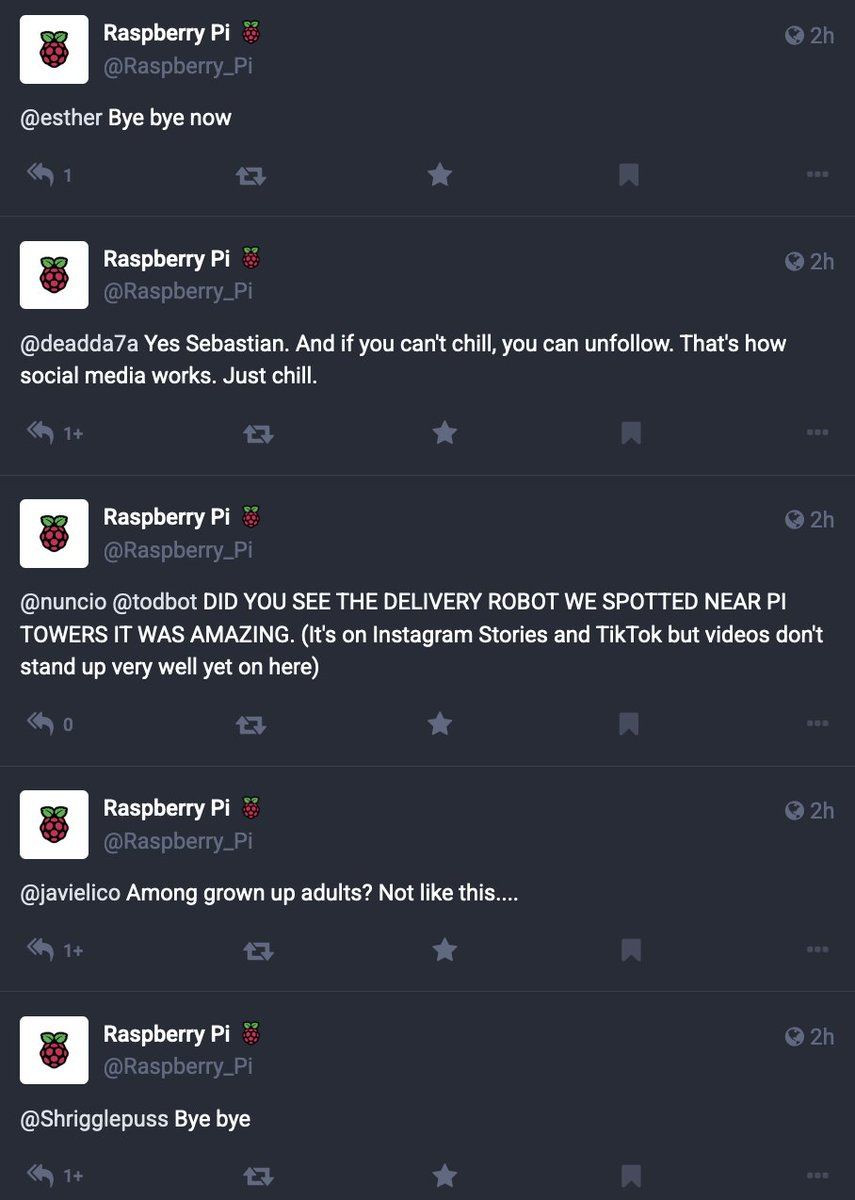 Raspberry Pi
2h
@Raspberry_Pi
@esther Bye bye now
1
Raspberry Pi
2h
@Raspberry_Pi
@deadda7a Yes Sebastian. And if you can't chill, you can unfollow. That's how
social media works. Just chill.
1+
Raspberry Pi
2h
@Raspberry_Pi
@nuncio @todbot DID YOU SEE THE DELIVERY ROBOT WE SPOTTED NEAR PI
TOWERS IT WAS AMAZING. (It's on Instagram Stories and TikTok but videos don't
stand up very well yet on here)
0
Raspberry Pi
2h
@Raspberry_Pi
@javielico Among grown up adults? Not like this....
1+
Raspberry Pi
2h
@Raspberry_Pi
@Shrigglepuss Bye bye
1+